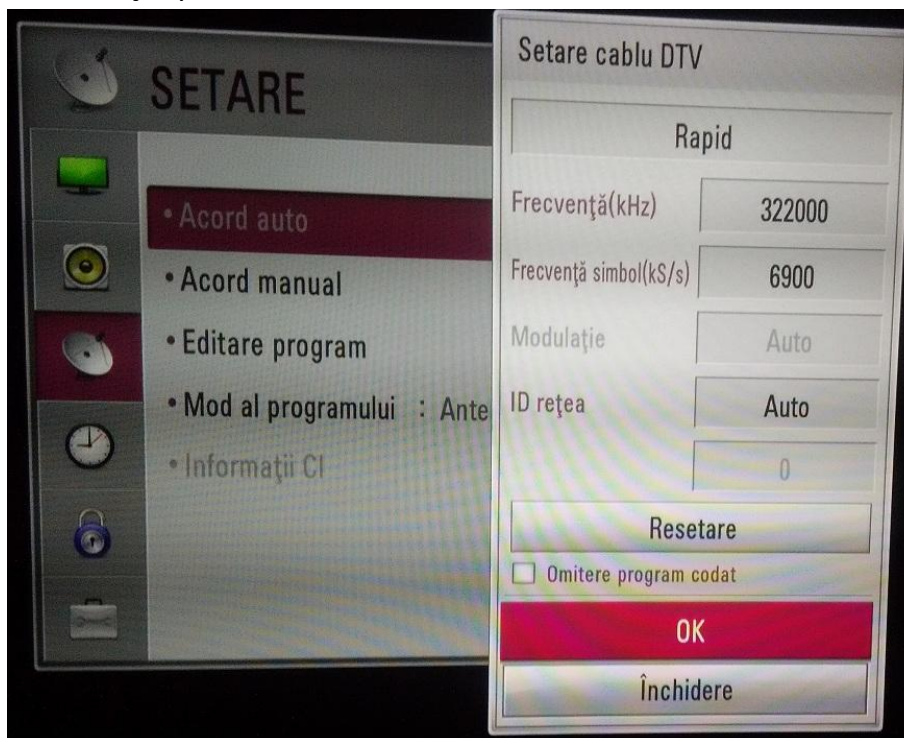 SETARE
• Acord auto
• Acord manual
• Editare program
• Mod al programului : Ante
• Informaţii CI
Setare cablu DTV
Rapid
Frecvenţă(kHz) 322000
Frecvenţă simbol(kS/s) 6900
Modulaţie Auto
ID reţea Auto
0
Resetare
Omitere program codat
OK
Închidere